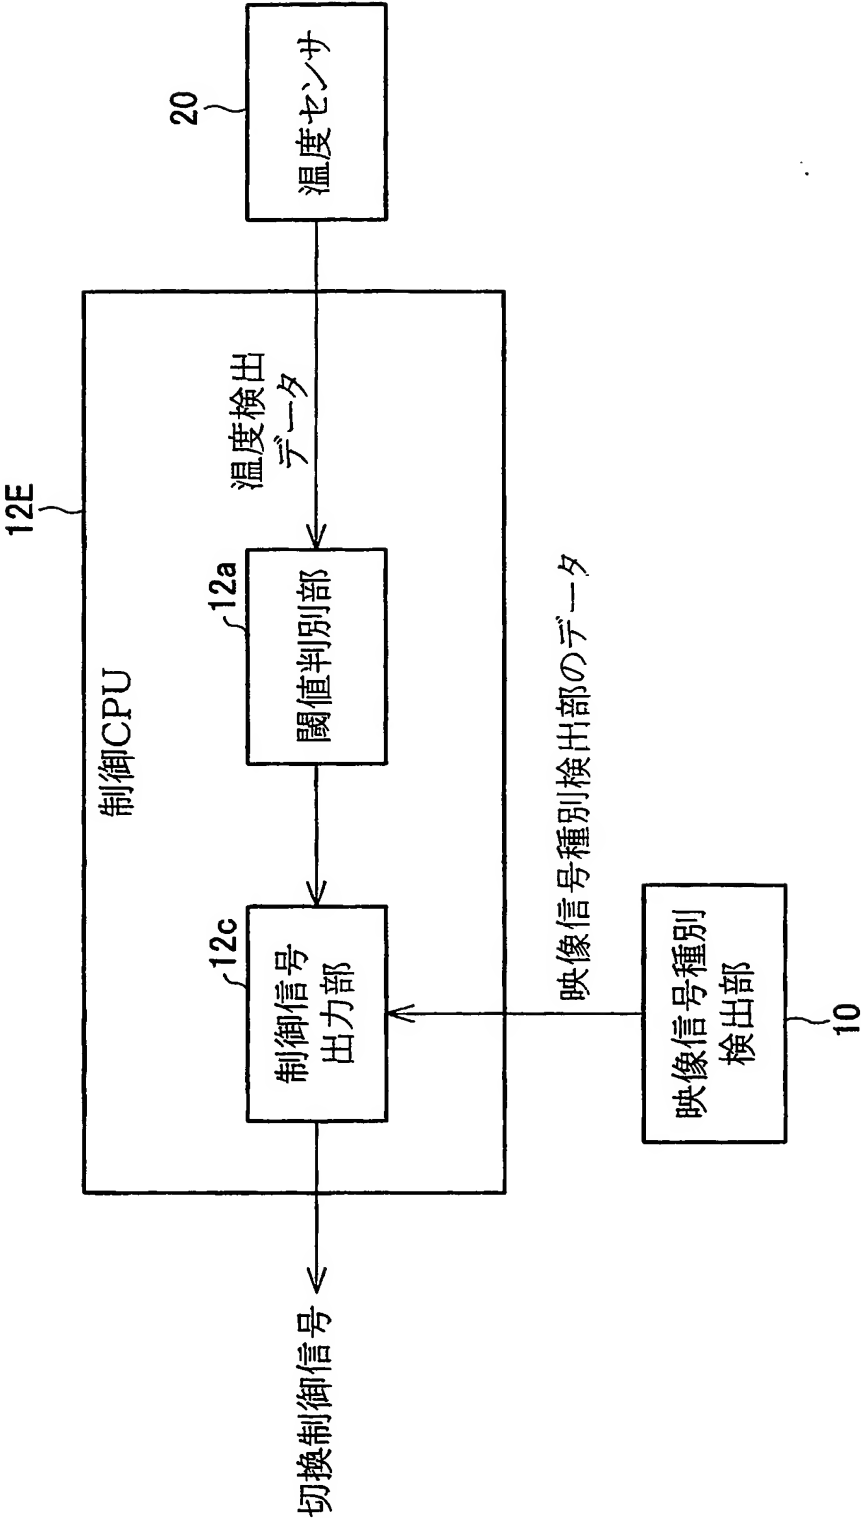 切換制御信号
制御CPU
12E
12c
制御信号
出力部
12a
閾値判別部
温度検出
データ
20
温度センサ
映像信号種別検出部のデータ
映像信号種別
検出部
10